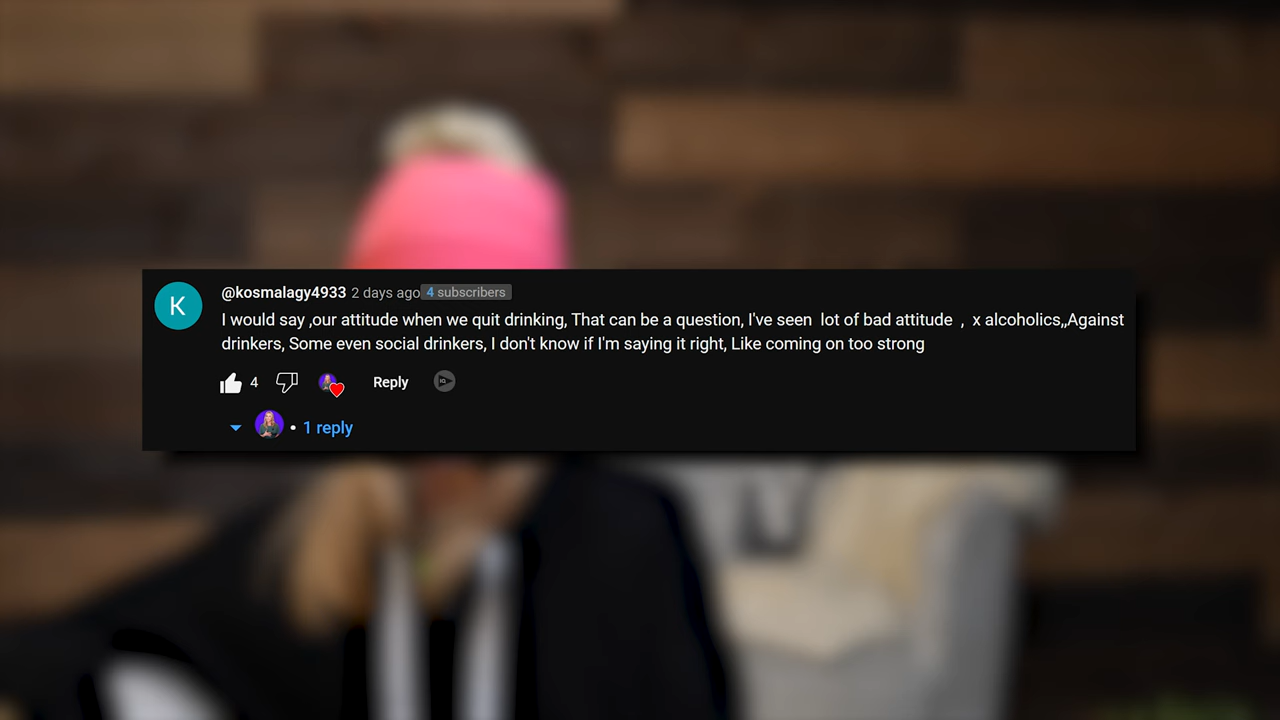 K
@kosmalagy4933 2 days ago 4 subscribers
I would say ,our attitude when we quit drinking, That can be a question, I've seen  lot of bad attitude  ,  x alcoholics,,Against
drinkers, Some even social drinkers, I don't know if I'm saying it right, Like coming on too strong
4 Reply
• 1 reply